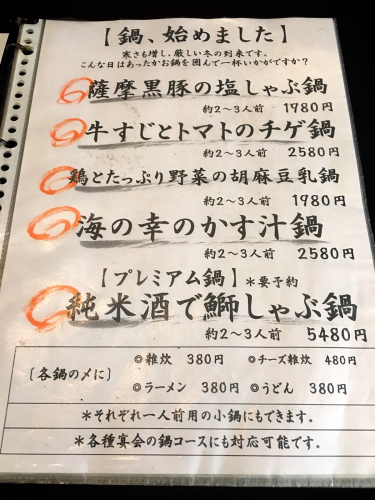 【鍋、始めました】
寒さも増し、厳しい冬の到来です。
こんな日はあったかお鍋を囲んで一杯いかがですか？
薩摩黒豚の塩しゃぶ鍋
約2～3人前 1980円
牛すじとトマトのチゲ鍋
約2～3人前 2580円
鶏とたっぷり野菜の胡麻豆乳鍋
約2～3人前 1980円
海の幸のかす汁鍋
約2～3人前 2580円
【プレミアム鍋】＊要予約
純米酒で鰤しゃぶ鍋
約2～3人前 5480円
〔各鍋の〆に〕
◎雑炊 380円 ◎チーズ雑炊 480円
◎ラーメン 380円 ◎うどん 380円
＊それぞれ一人前用の小鍋にもできます。
＊各種宴会の鍋コースにも対応可能です。